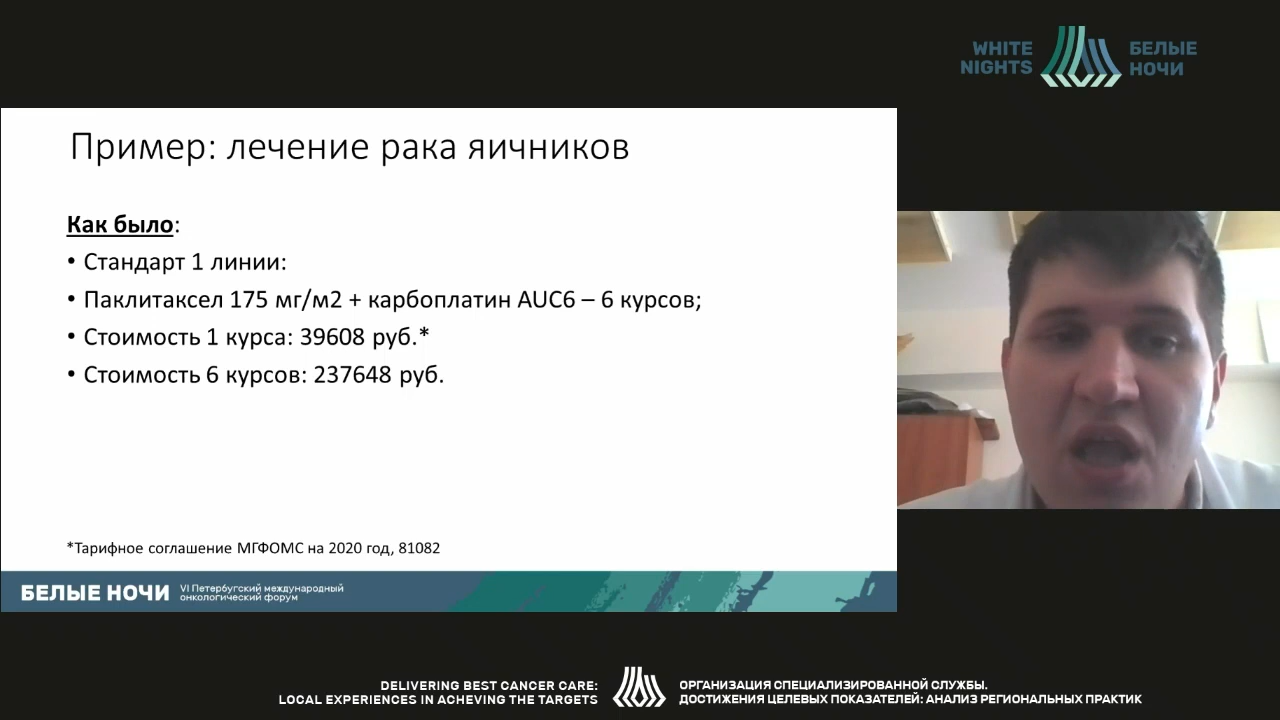 WHITE
NIGHTS
БЕЛЫЕ
НОЧИ
Пример: лечение рака яичников
Как было:
• Стандарт 1 линии:
• Паклитаксел 175 мг/м2 + карбоплатин AUC6 – 6 курсов;
• Стоимость 1 курса: 39608 руб.*
• Стоимость 6 курсов: 237648 руб.
*Тарифное соглашение МГФОМС на 2020 год, 81082
БЕЛЫЕ НОЧИ
VI Петербугский международный
онкологический форум
DELIVERING BEST CANCER CARE:
LOCAL EXPERIENCES IN ACHEVING THE TARGETS
ОРГАНИЗАЦИЯ СПЕЦИАЛИЗИРОВАННОЙ СЛУЖБЫ.
ДОСТИЖЕНИЯ ЦЕЛЕВЫХ ПОКАЗАТЕЛЕЙ: АНАЛИЗ РЕГИОНАЛЬНЫХ ПРАКТИК